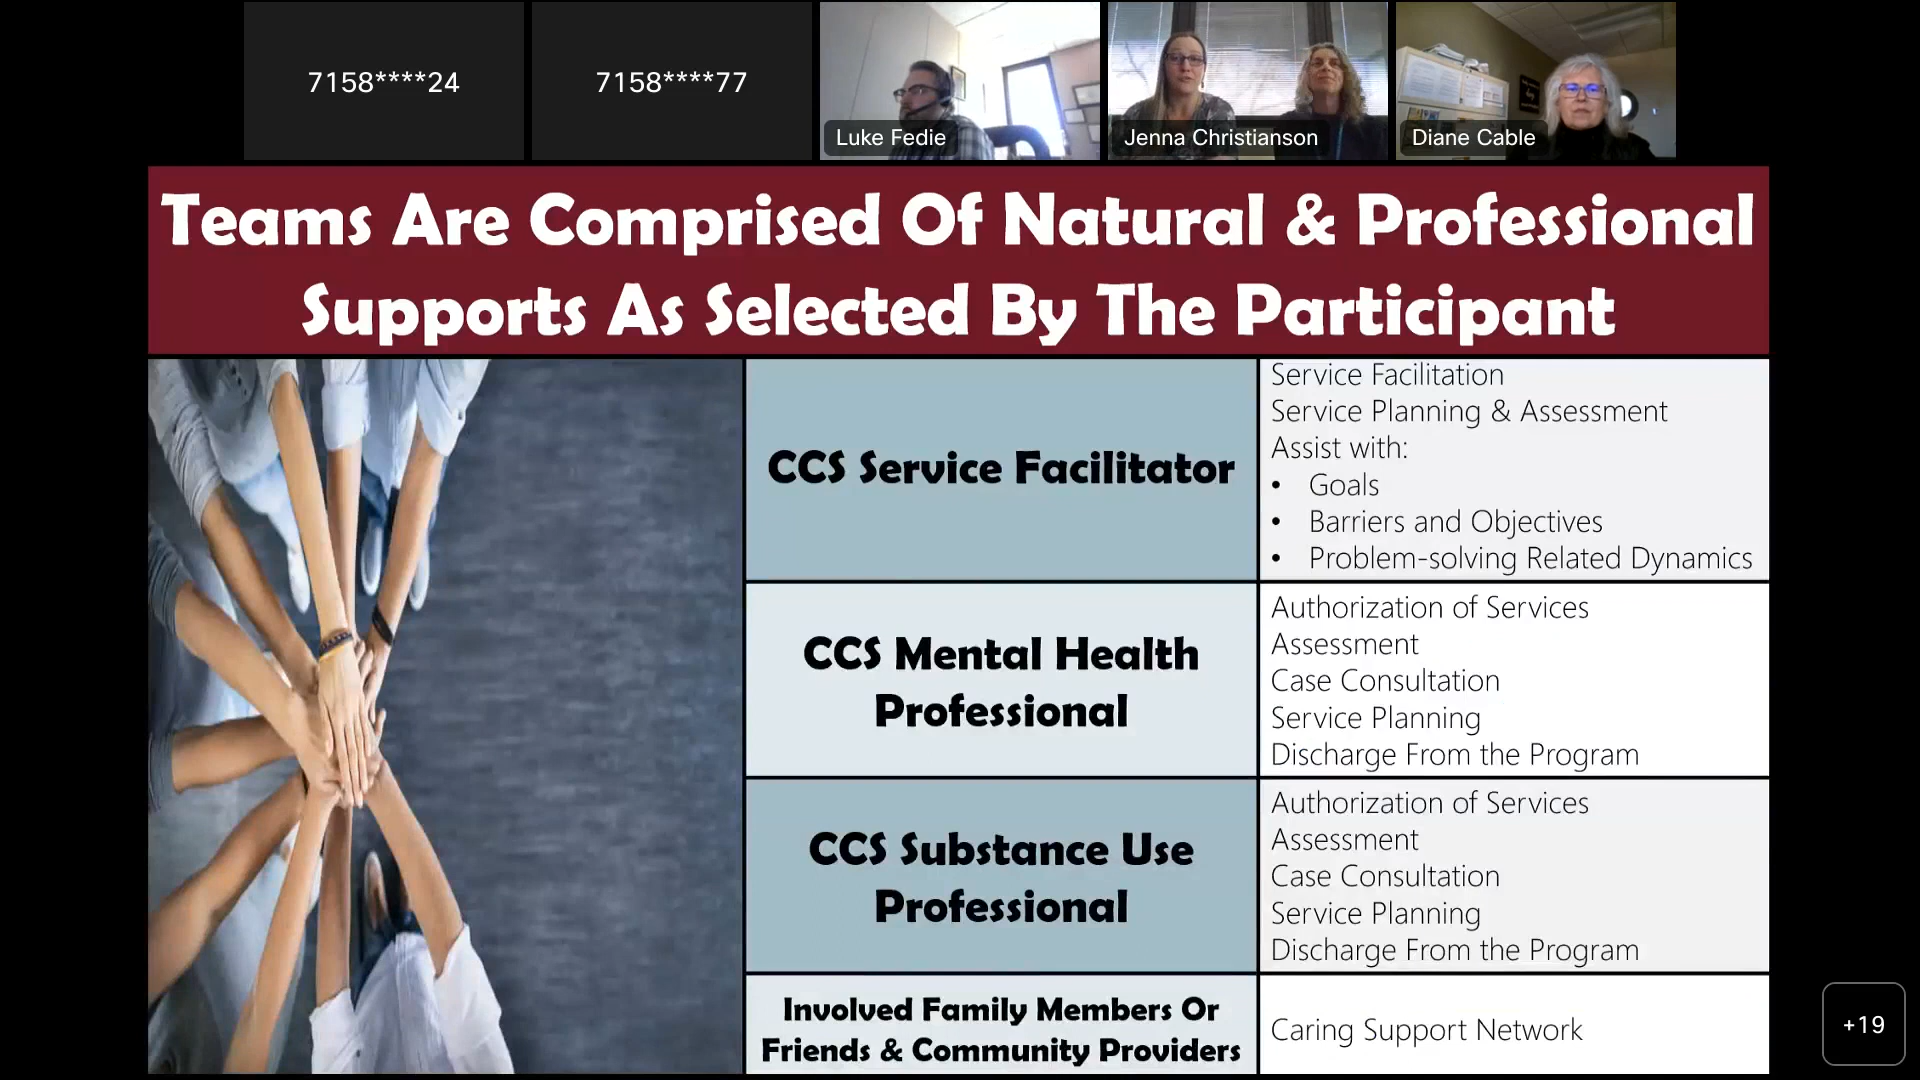 7158****24
7158****77
Luke Fedie
Jenna Christianson
Diane Cable
Teams Are Comprised Of Natural & Professional
Supports As Selected By The Participant
CCS Service Facilitator
Service Facilitation
Service Planning & Assessment
Assist with:
• Goals
• Barriers and Objectives
• Problem-solving Related Dynamics
CCS Mental Health
Professional
Authorization of Services
Assessment
Case Consultation
Service Planning
Discharge From the Program
CCS Substance Use
Professional
Authorization of Services
Assessment
Case Consultation
Service Planning
Discharge From the Program
Involved Family Members Or
Friends & Community Providers
Caring Support Network
+19